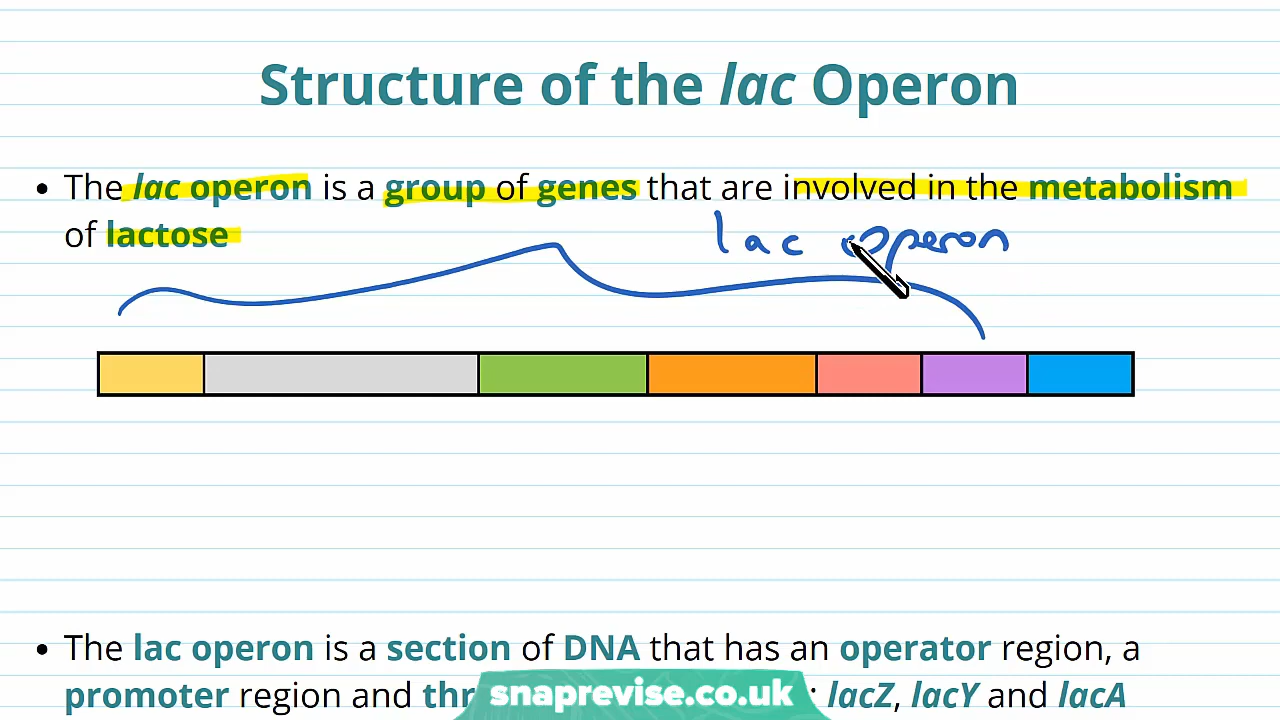 Structure of the lac Operon
• The lac operon is a group of genes that are involved in the metabolism
of lactose
lac operon
• The lac operon is a section of DNA that has an operator region, a
promoter region and thr : lacZ, lacY and lacA
snaprevise.co.uk